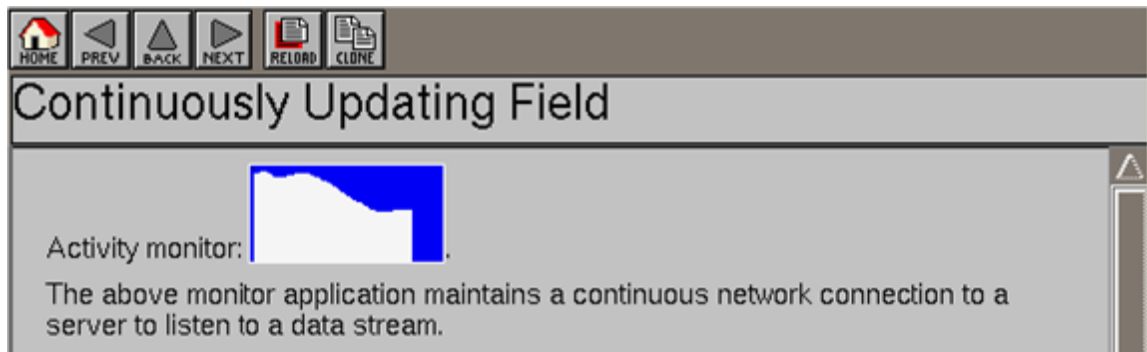 HOME PREV BACK NEXT RELOAD CLONE
Continuously Updating Field
Activity monitor: .
The above monitor application maintains a continuous network connection to a
server to listen to a data stream.